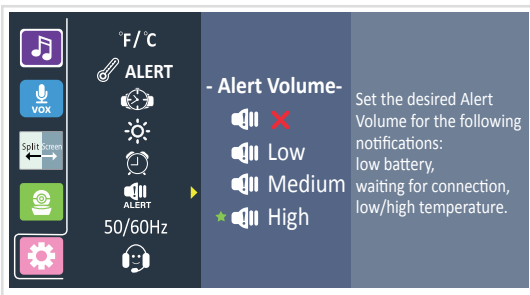 °F/ °C
ALERT
VOX
Split Screen
ALERT
50/60Hz
- Alert Volume-
Low
Medium
High
Set the desired Alert
Volume for the following
notifications:
low battery,
waiting for connection,
low/high temperature.